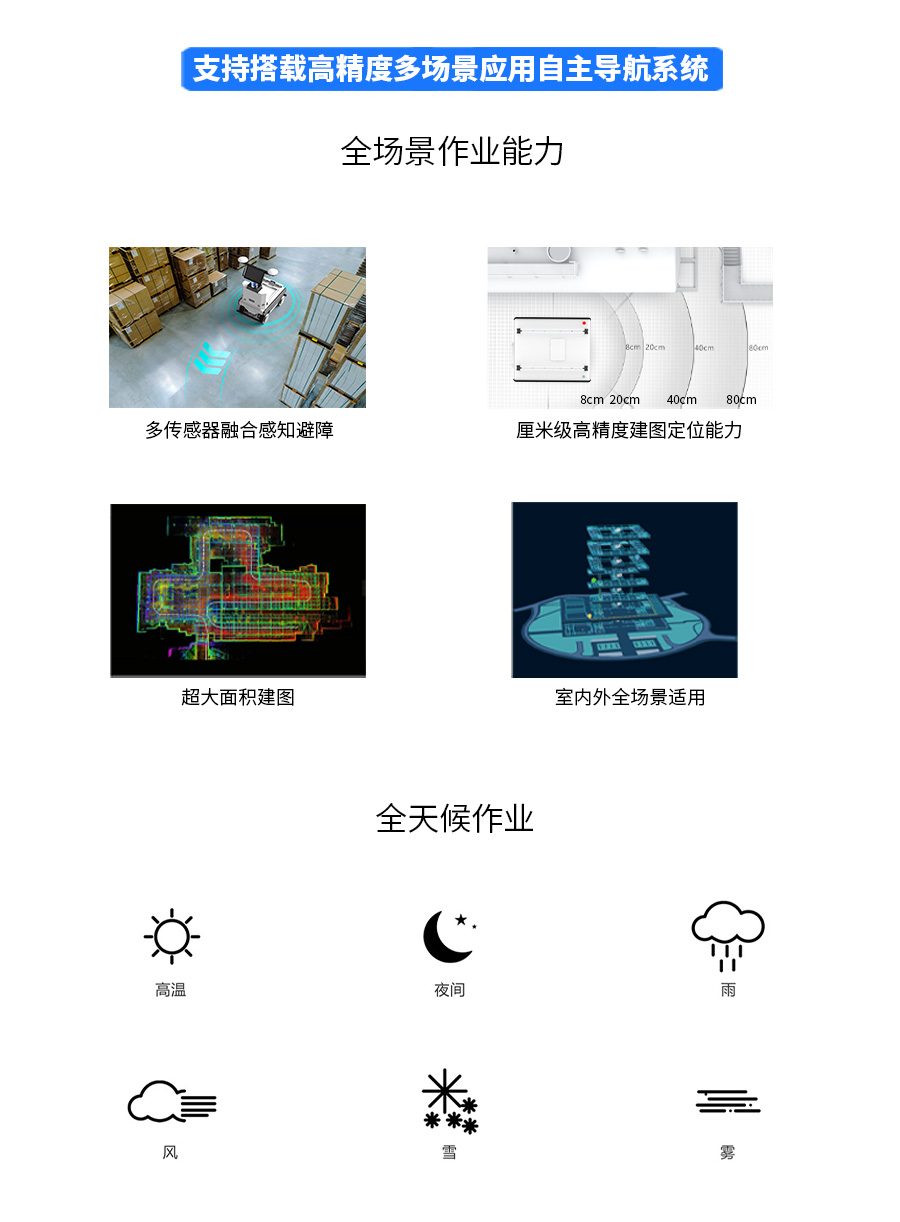 支持搭载高精度多场景应用自主导航系统
全场景作业能力
8cm 20cm 40cm 80cm
8cm 20cm 40cm 80cm
多传感器融合感知避障
厘米级高精度建图定位能力
超大面积建图
室内外全场景适用
全天候作业
高温
夜间
雨
风
雪
雾